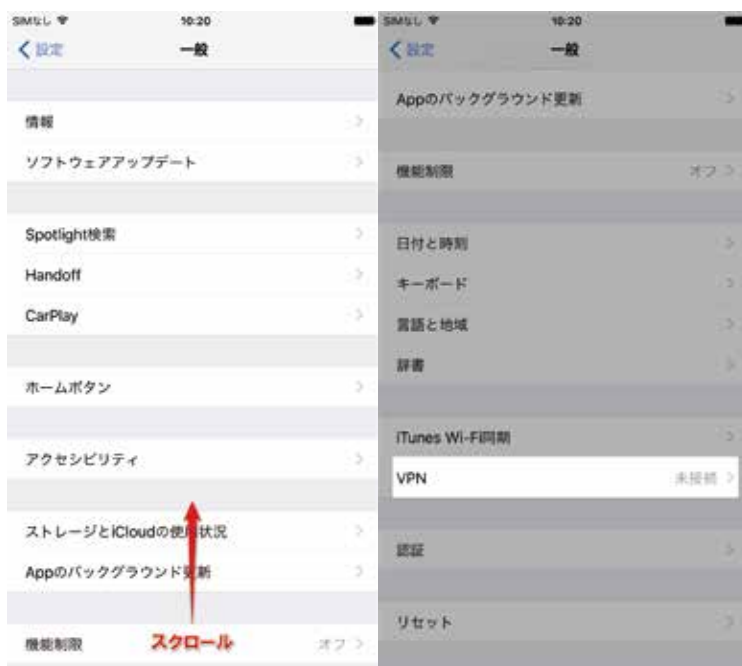 SIMなし 10:20
設定 一般
情報
ソフトウェアアップデート
Spotlight検索
Handoff
CarPlay
ホームボタン
アクセシビリティ
ストレージとiCloudの使用状況
Appのバックグラウンド更新
機能制限 オフ
スクロール
SIMなし 10:20
設定 一般
Appのバックグラウンド更新
機能制限 オフ
日付と時刻
キーボード
言語と地域
辞書
iTunes Wi-Fi同期
VPN 未接続
認証
リセット